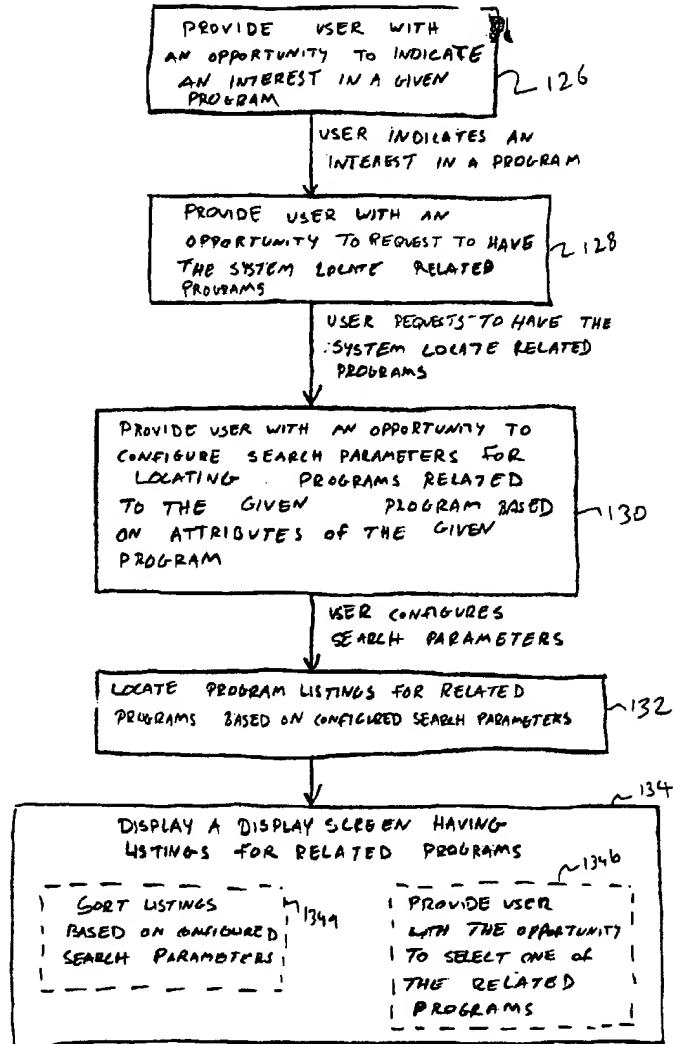 PROVIDE USER WITH
AN OPPORTUNITY TO INDICATE
AN INTEREST IN A GIVEN
PROGRAM
126
USER INDICATES AN
INTEREST IN A PROGRAM
PROVIDE USER WITH AN
OPPORTUNITY TO REQUEST TO HAVE
THE SYSTEM LOCATE RELATED
PROGRAMS
128
USER REQUESTS TO HAVE THE
SYSTEM LOCATE RELATED
PROGRAMS
PROVIDE USER WITH AN OPPORTUNITY TO
CONFIGURE SEARCH PARAMETERS FOR
LOCATING PROGRAMS RELATED
TO THE GIVEN PROGRAM BASED
ON ATTRIBUTES OF THE GIVEN
PROGRAM
130
USER CONFIGURES
SEARCH PARAMETERS
LOCATE PROGRAM LISTINGS FOR RELATED
PROGRAMS BASED ON CONFIGURED SEARCH PARAMETERS
132
134
DISPLAY A DISPLAY SCREEN HAVING
LISTINGS FOR RELATED PROGRAMS
SORT LISTINGS
BASED ON CONFIGURED
SEARCH PARAMETERS
134a
134b
PROVIDE USER
WITH THE OPPORTUNITY
TO SELECT ONE OF
THE RELATED
PROGRAMS